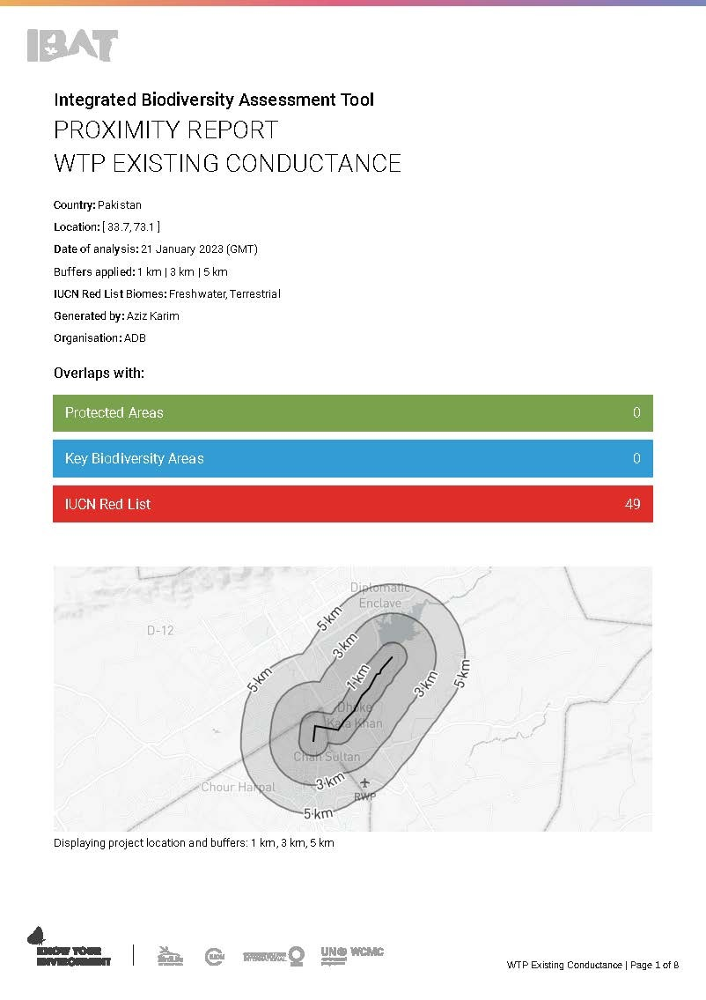 IBAT
Integrated Biodiversity Assessment Tool
PROXIMITY REPORT
WTP EXISTING CONDUCTANCE
Country: Pakistan
Location: [ 33.7, 73.1 ]
Date of analysis: 21 January 2023 (GMT)
Buffers applied: 1 km | 3 km | 5 km
IUCN Red List Biomes: Freshwater, Terrestrial
Generated by: Aziz Karim
Organisation: ADB
Overlaps with:
Protected Areas 0
Key Biodiversity Areas 0
IUCN Red List 49
Diplomatic
Enclave
D-12
5 km
3 km
5 km
1 km
3 km
5 km
Dhoke
Kala Khan
Chah Sultan
Chour Harpal
3 km
RWP
5 km
Displaying project location and buffers: 1 km, 3 km, 5 km
KNOW YOUR
ENVIRONMENT
BirdLife
IUCN
INTERNATIONAL
UN WCMC
WTP Existing Conductance | Page 1 of 8